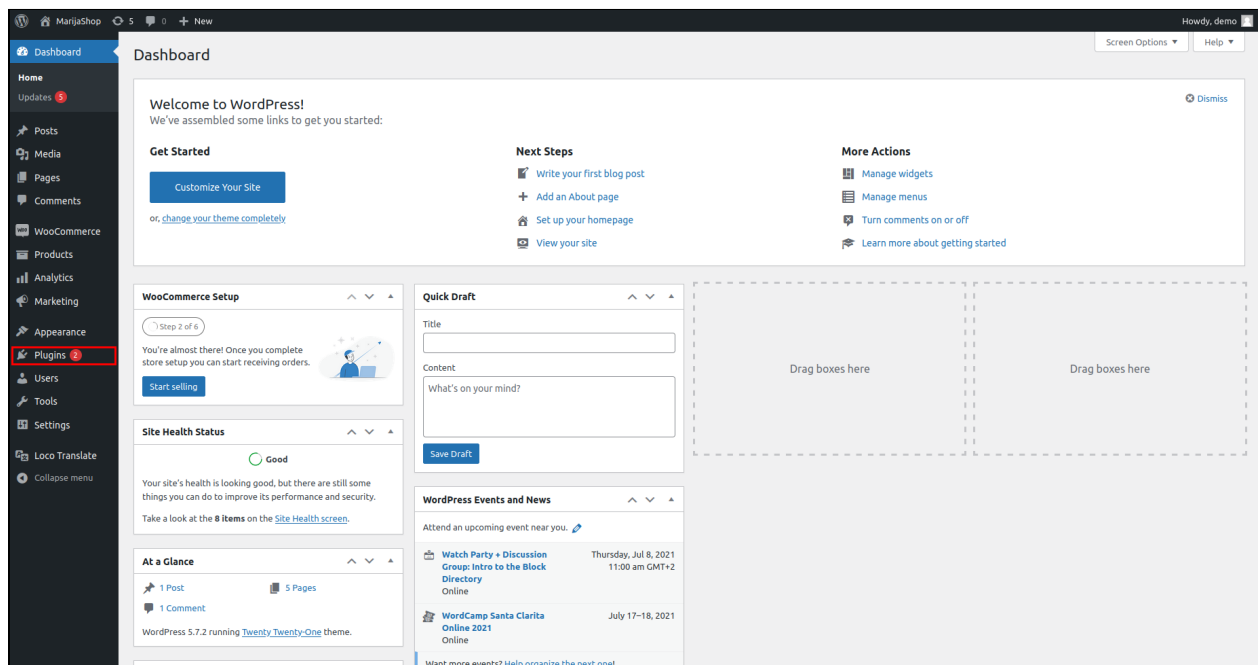 MarijaShop 5 0 + New Howdy, demo
Dashboard
Home
Updates 5
Posts
Media
Pages
Comments
WooCommerce
Products
Analytics
Marketing
Appearance
Plugins 2
Users
Tools
Settings
Loco Translate
Collapse menu
Screen Options ▼ Help ▼
Dashboard
Welcome to WordPress!
Dismiss
We've assembled some links to get you started:
Get Started
Customize Your Site
or, change your theme completely
Next Steps
Write your first blog post
Add an About page
Set up your homepage
View your site
More Actions
Manage widgets
Manage menus
Turn comments on or off
Learn more about getting started
WooCommerce Setup
Step 2 of 6
You're almost there! Once you complete
store setup you can start receiving orders.
Start selling
Site Health Status
Good
Your site's health is looking good, but there are still some
things you can do to improve its performance and security.
Take a look at the 8 items on the Site Health screen.
At a Glance
1 Post 5 Pages
1 Comment
WordPress 5.7.2 running Twenty Twenty-One theme.
Quick Draft
Title
Content
What's on your mind?
Save Draft
WordPress Events and News
Attend an upcoming event near you.
Watch Party + Discussion Thursday, Jul 8, 2021
Group: Intro to the Block 11:00 am GMT+2
Directory
Online
WordCamp Santa Clarita July 17–18, 2021
Online 2021
Online
Want more events? Help organize the next one!
Drag boxes here
Drag boxes here